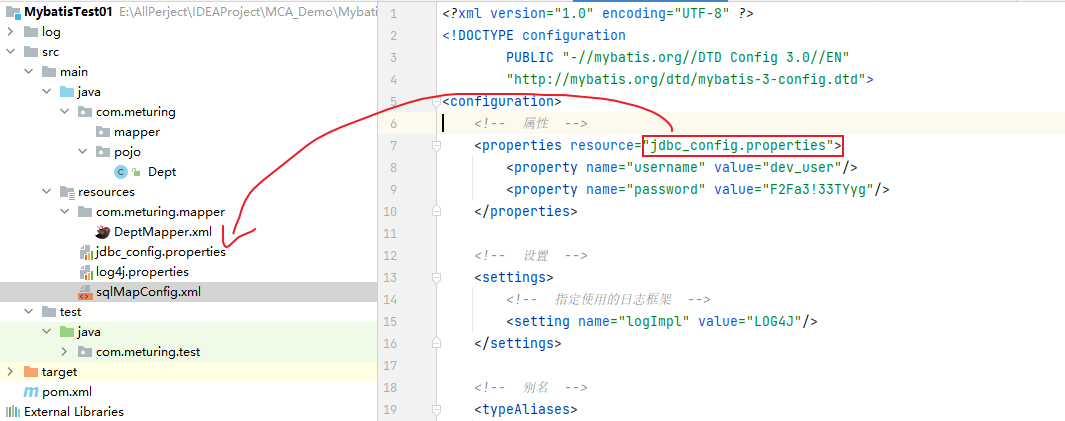 MybatisTest01 E:\AllPerject\IDEAProject\MCA_Demo\Mybatis
log
src
main
java
com.meturing
mapper
pojo
Dept
resources
com.meturing.mapper
DeptMapper.xml
jdbc_config.properties
log4j.properties
sqlMapConfig.xml
test
java
com.meturing.test
target
pom.xml
External Libraries
1 <?xml version="1.0" encoding="UTF-8" ?>
2 <!DOCTYPE configuration
3 PUBLIC "-//mybatis.org//DTD Config 3.0//EN"
4 "http://mybatis.org/dtd/mybatis-3-config.dtd">
5 <configuration>
6 <!-- 属性 -->
7 <properties resource="jdbc_config.properties">
8 <property name="username" value="dev_user"/>
9 <property name="password" value="F2Fa3!33TYyg"/>
10 </properties>
11
12 <!-- 设置 -->
13 <settings>
14 <!-- 指定使用的日志框架 -->
15 <setting name="logImpl" value="LOG4J"/>
16 </settings>
17
18 <!-- 别名 -->
19 <typeAliases>